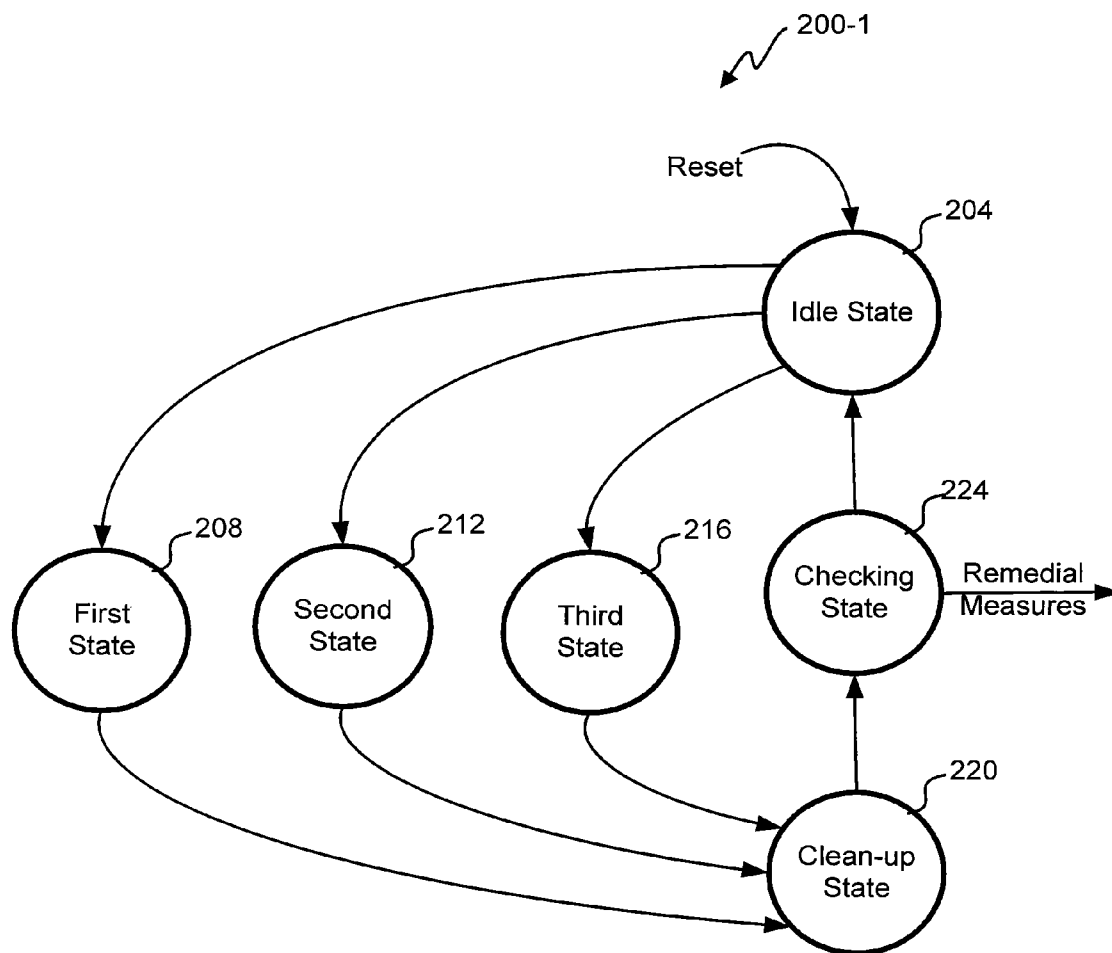 200-1
Reset
204
Idle State
224
208
212
216
Checking
State
Remedial
Measures
First
State
Second
State
Third
State
220
Clean-up
State